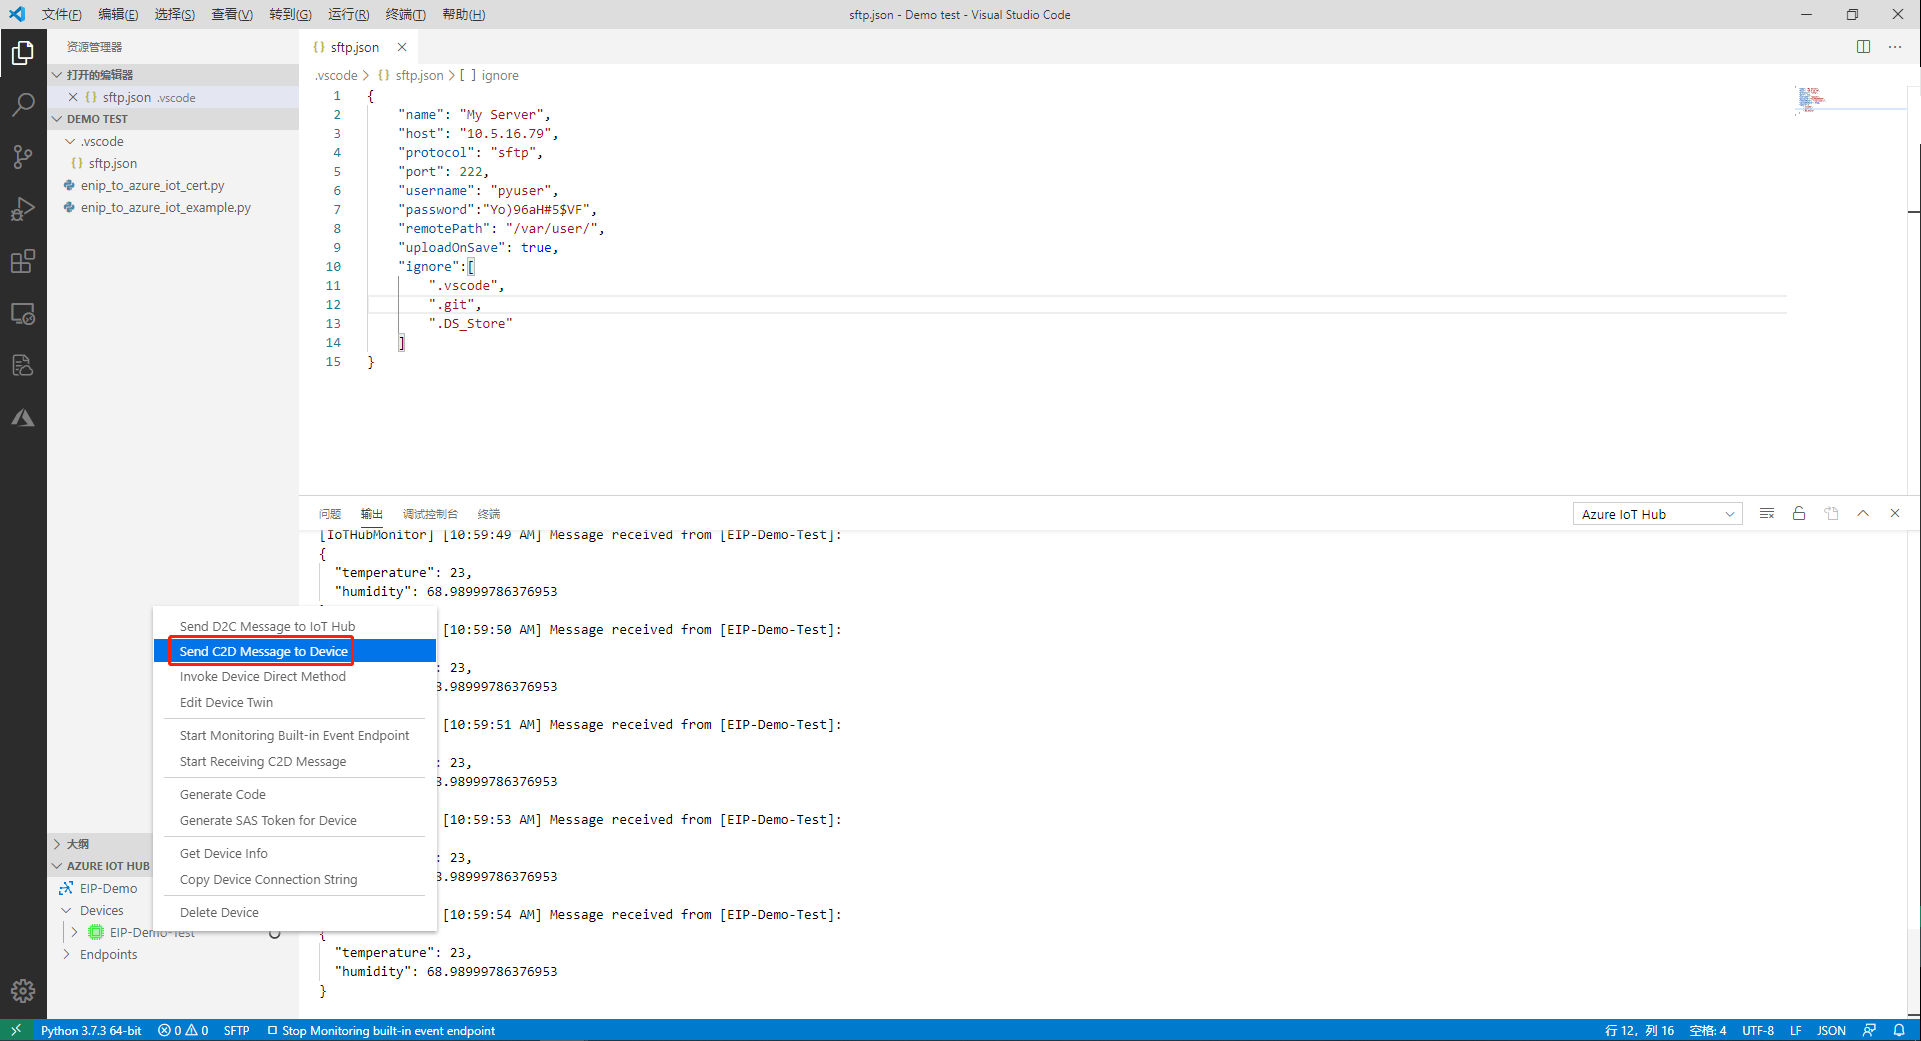 文件(F) 编辑(E) 选择(S) 查看(V) 转到(G) 运行(R) 终端(T) 帮助(H)
sftp.json - Demo test - Visual Studio Code
资源管理器
打开的编辑器
sftp.json .vscode
DEMO TEST
.vscode
{} sftp.json
enip_to_azure_iot_cert.py
enip_to_azure_iot_example.py
{} sftp.json
.vscode > {} sftp.json > [ ] ignore
1 {
2 "name": "My Server",
3 "host": "10.5.16.79",
4 "protocol": "sftp",
5 "port": 222,
6 "username": "pyuser",
7 "password":"Yo)96aH#5$VF",
8 "remotePath": "/var/user/",
9 "uploadOnSave": true,
10 "ignore":[
11 ".vscode",
12 ".git",
13 ".DS_Store"
14 ]
15 }
问题 输出 调试控制台 终端
Azure IoT Hub
[IoTHubMonitor] [10:59:49 AM] Message received from [EIP-Demo-Test]:
{
"temperature": 23,
"humidity": 68.98999786376953
[10:59:50 AM] Message received from [EIP-Demo-Test]:
: 23,
8.98999786376953
[10:59:51 AM] Message received from [EIP-Demo-Test]:
: 23,
8.98999786376953
[10:59:53 AM] Message received from [EIP-Demo-Test]:
: 23,
8.98999786376953
[10:59:54 AM] Message received from [EIP-Demo-Test]:
{
"temperature": 23,
"humidity": 68.98999786376953
}
Send D2C Message to IoT Hub
Send C2D Message to Device
Invoke Device Direct Method
Edit Device Twin
Start Monitoring Built-in Event Endpoint
Start Receiving C2D Message
Generate Code
Generate SAS Token for Device
Get Device Info
Copy Device Connection String
Delete Device
大纲
AZURE IOT HUB
EIP-Demo
Devices
EIP-Demo-Test
Endpoints
Python 3.7.3 64-bit 0 0 SFTP Stop Monitoring built-in event endpoint
行 12，列 16 空格: 4 UTF-8 LF JSON